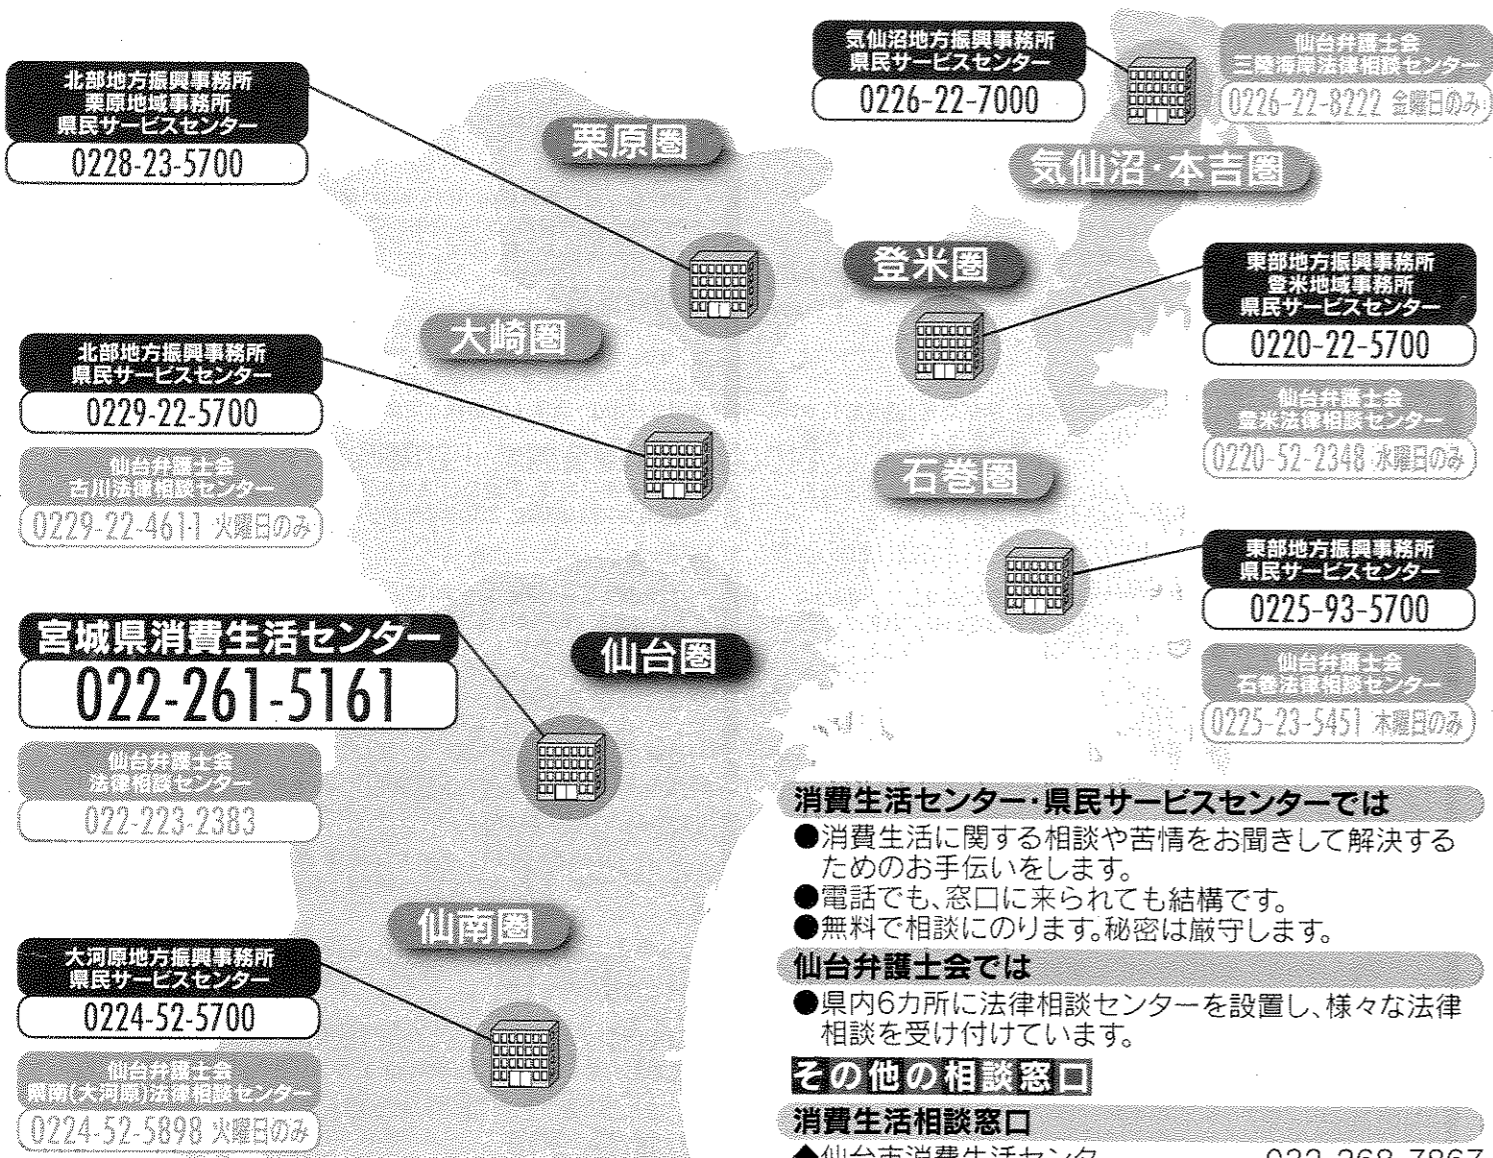 北部地方振興事務所
栗原地域事務所
県民サービスセンター
0228-23-5700
栗原圏
気仙沼地方振興事務所
県民サービスセンター
0226-22-7000
仙台弁護士会
三陸海岸法律相談センター
0226-22-8222 金曜日のみ
気仙沼・本吉圏
登米圏
東部地方振興事務所
登米地域事務所
県民サービスセンター
0220-22-5700
仙台弁護士会
登米法律相談センター
0220-52-2348 水曜日のみ
大崎圏
北部地方振興事務所
県民サービスセンター
0229-22-5700
仙台弁護士会
古川法律相談センター
0229-22-4611 火曜日のみ
石巻圏
東部地方振興事務所
県民サービスセンター
0225-93-5700
仙台弁護士会
石巻法律相談センター
0225-23-5451 木曜日のみ
宮城県消費生活センター
022-261-5161
仙台圏
仙台弁護士会
法律相談センター
022-223-2383
仙南圏
大河原地方振興事務所
県民サービスセンター
0224-52-5700
仙台弁護士会
県南(大河原)法律相談センター
0224-52-5898 火曜日のみ
消費生活センター・県民サービスセンターでは
●消費生活に関する相談や苦情をお聞きして解決する
ためのお手伝いをします。
●電話でも、窓口に来られても結構です。
●無料で相談にのります。秘密は厳守します。
仙台弁護士会では
●県内6カ所に法律相談センターを設置し、様々な法律
相談を受け付けています。
その他の相談窓口
消費生活相談窓口
◆仙台市消費生活センター 022-268-7867